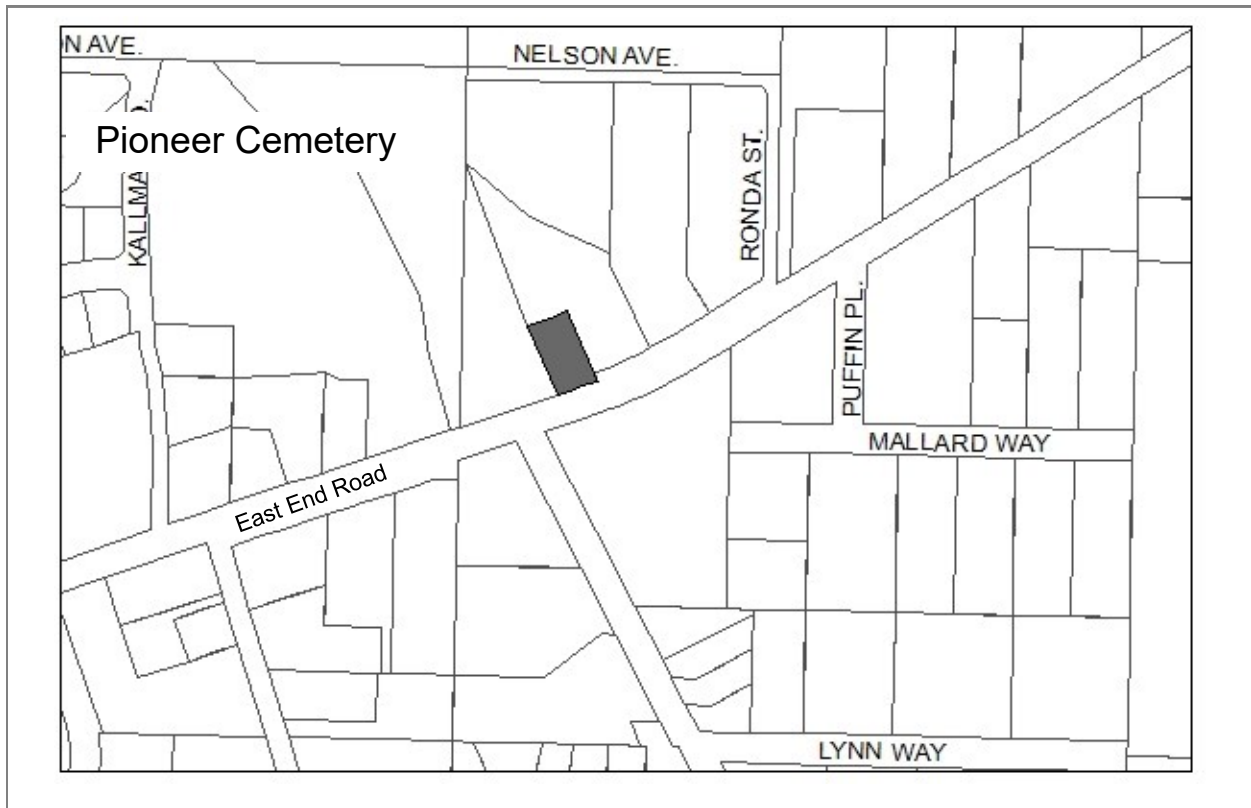 N AVE.
NELSON AVE.
Pioneer Cemetery
KALLMA
RONDA ST.
PUFFIN PL.
MALLARD WAY
East End Road
LYNN WAY